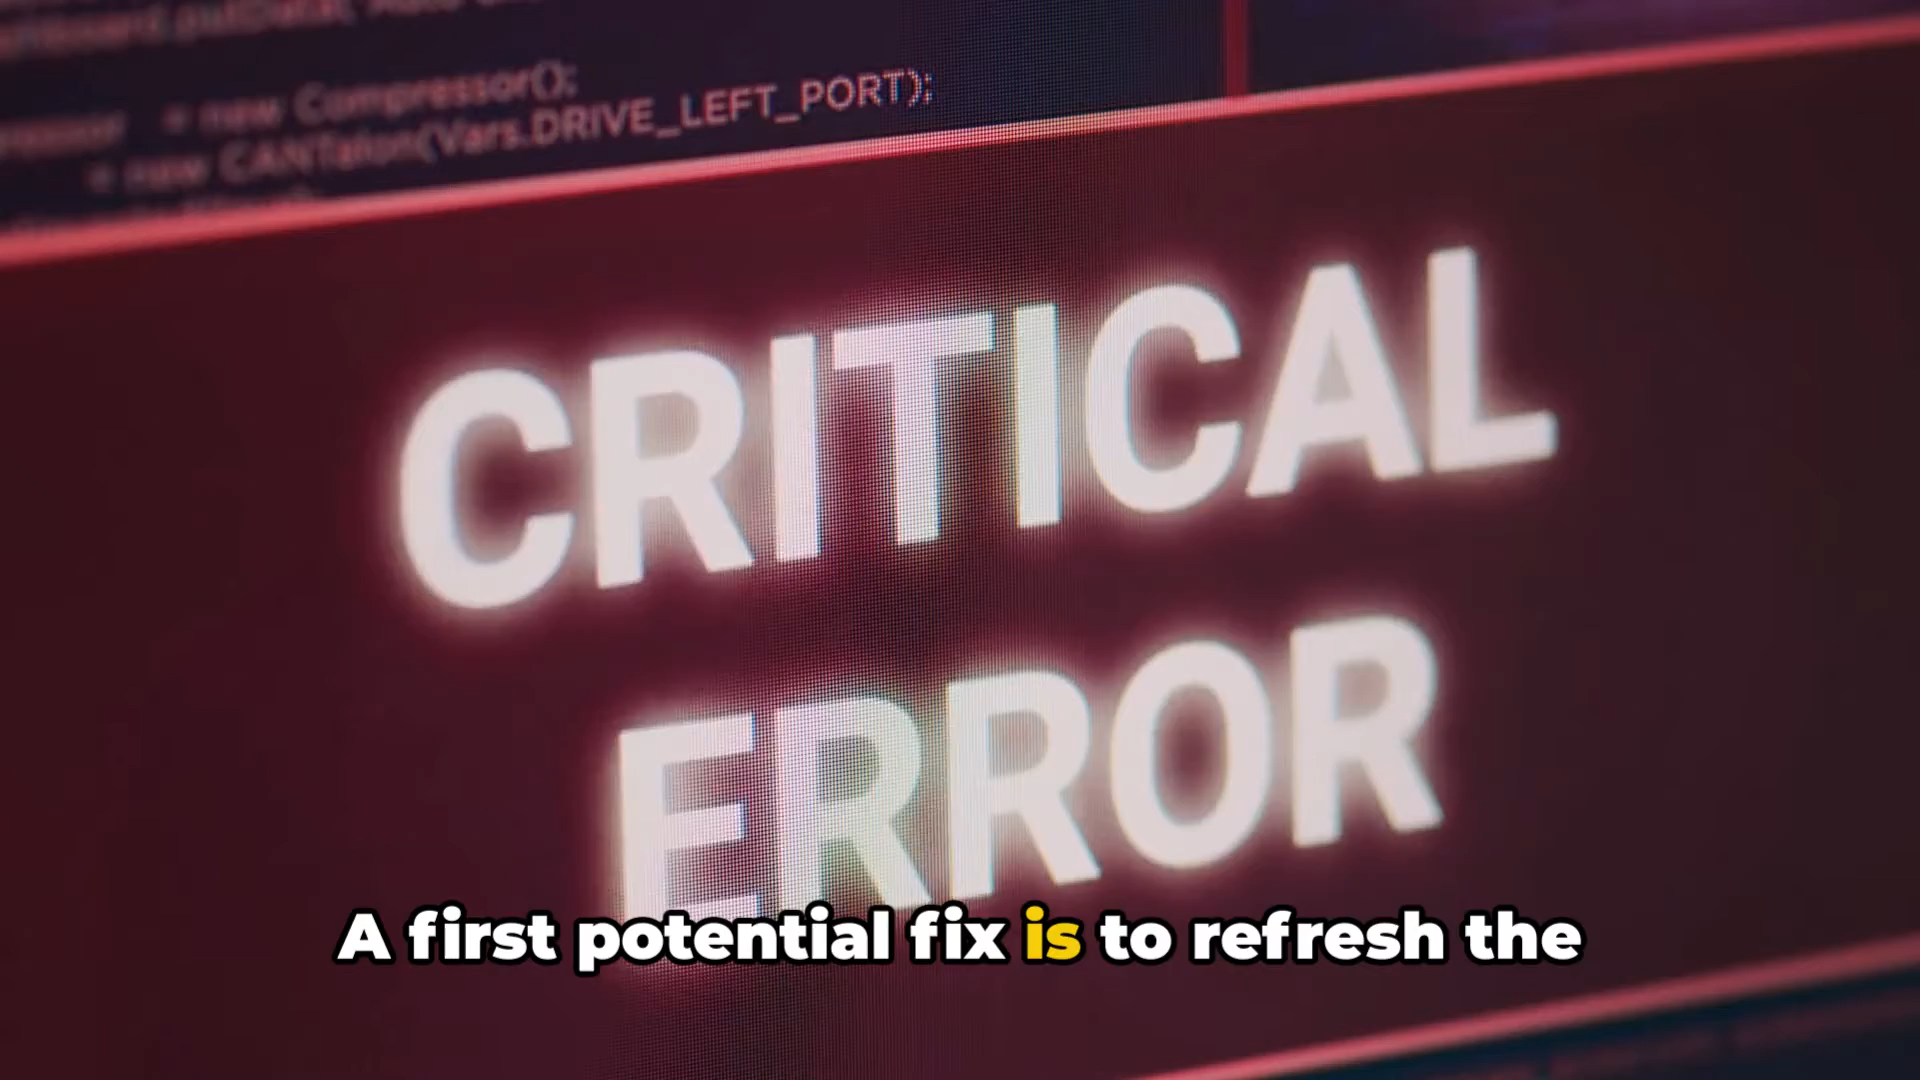 = new Compressor();
= new CANTalon(Vars.DRIVE_LEFT_PORT);
CRITICAL
ERROR
A first potential fix is to refresh the